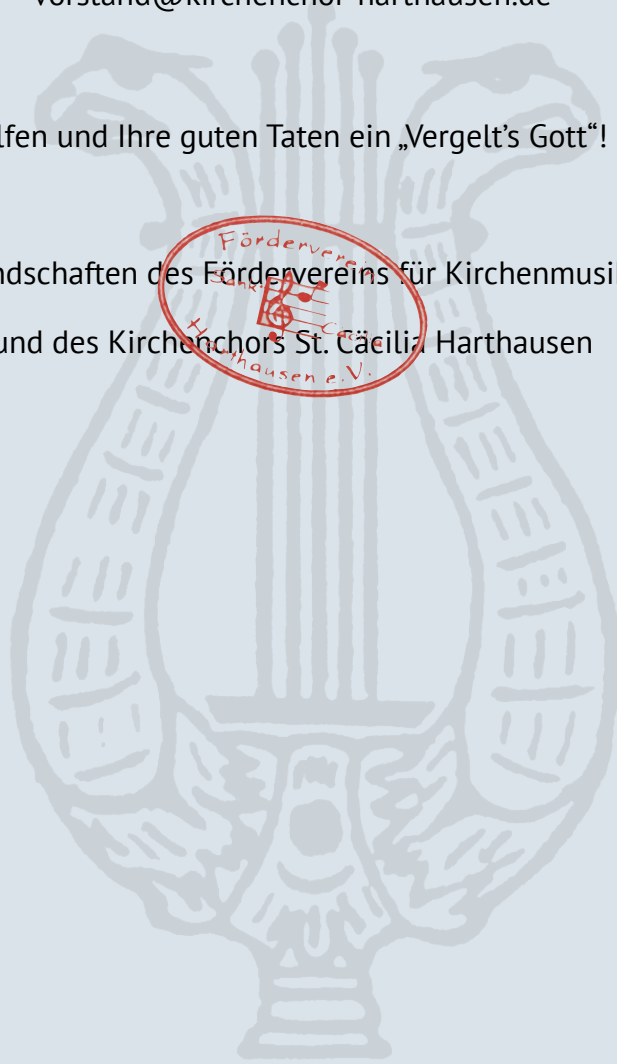 vorstand@kirchenchor-harthausen.de
lfen und Ihre guten Taten ein „Vergelt’s Gott“!
ndschaften des Fördervereins für Kirchenmusi
und des Kirchenchors St. Cäcilia Harthausen
Förderverein
Sankt
Cäcilia
Harthausen e.V.